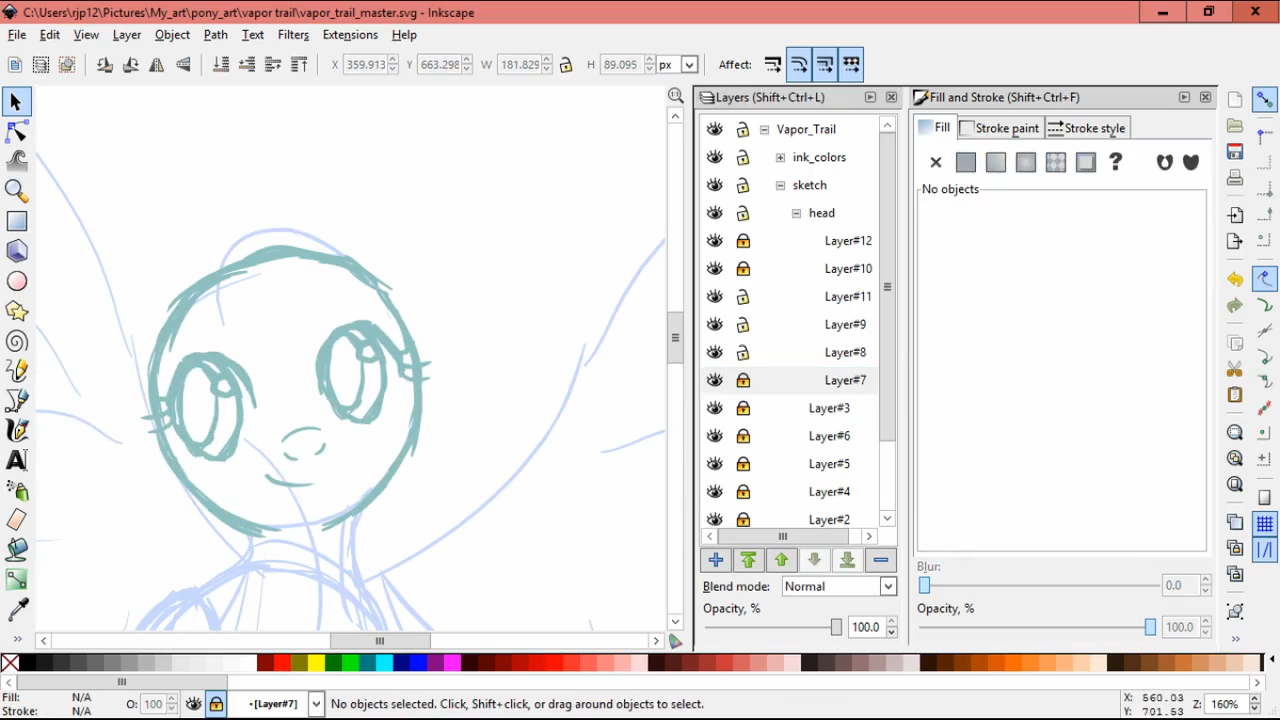 C:\Users\rjp12\Pictures\My_art\pony_art\vapor trail\vapor_trail_master.svg - Inkscape
File Edit View Layer Object Path Text Filters Extensions Help
X 359.913 Y 663.298 W 181.829 H 89.095 px Affect:
Layers (Shift+Ctrl+L)
Vapor_Trail
ink_colors
sketch
head
Layer#12
Layer#10
Layer#11
Layer#9
Layer#8
Layer#7
Layer#3
Layer#6
Layer#5
Layer#4
Layer#2
Blend mode: Normal
Opacity, % 100.0
Fill and Stroke (Shift+Ctrl+F)
Fill Stroke paint Stroke style
No objects
Blur:
0.0
Opacity, %
100.0
Fill: N/A
Stroke: N/A
O: 100
[Layer#7]
No objects selected. Click, Shift+click, or drag around objects to select.
X: 560.03
Y: 701.53
Z: 160%